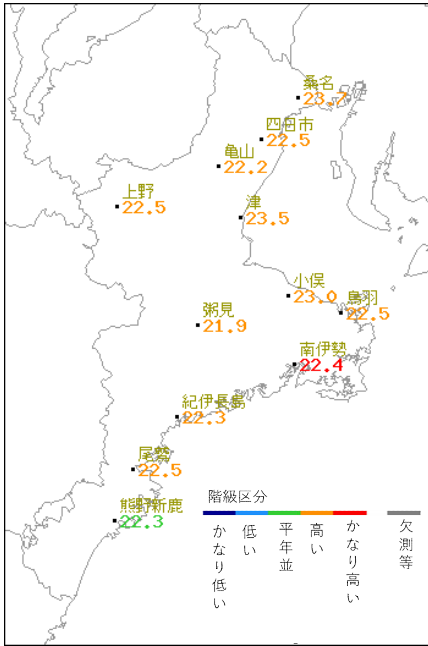 桑名
23.7
四日市
22.5
亀山
22.2
上野
22.5
津
23.5
小俣
23.0
鳥羽
22.5
粥見
21.9
南伊勢
22.4
紀伊長島
22.3
尾鷲
22.5
熊野新鹿
22.3
階級区分
かなり低い
低い
平年並
高い
かなり高い
欠測等